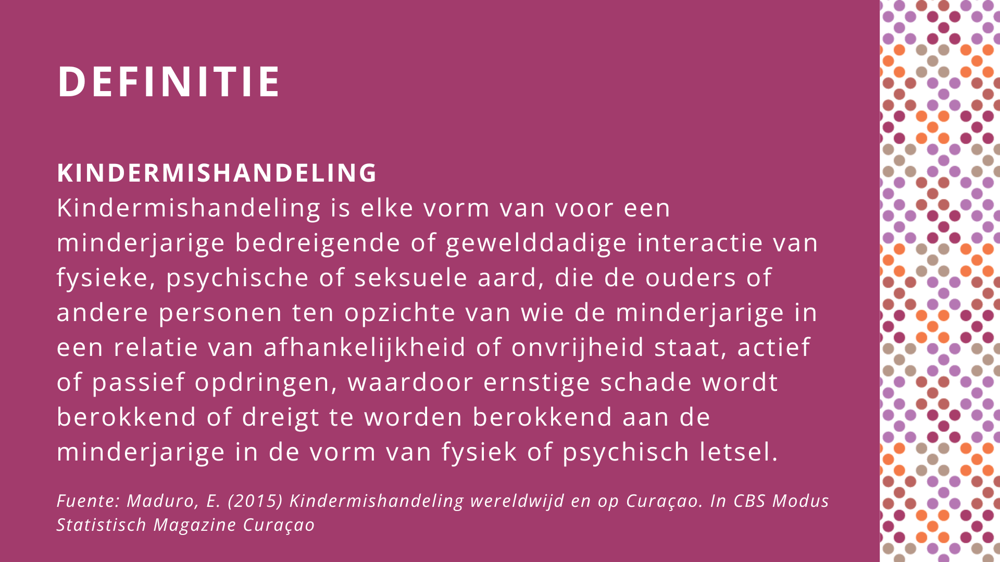 DEFINITIE
KINDERMISHANDELING
Kindermishandeling is elke vorm van voor een
minderjarige bedreigende of gewelddadige interactie van
fysieke, psychische of seksuele aard, die de ouders of
andere personen ten opzichte van wie de minderjarige in
een relatie van afhankelijkheid of onvrijheid staat, actief
of passief opdringen, waardoor ernstige schade wordt
berokkend of dreigt te worden berokkend aan de
minderjarige in de vorm van fysiek of psychisch letsel.
Fuente: Maduro, E. (2015) Kindermishandeling wereldwijd en op Curaçao. In CBS Modus
Statistisch Magazine Curaçao